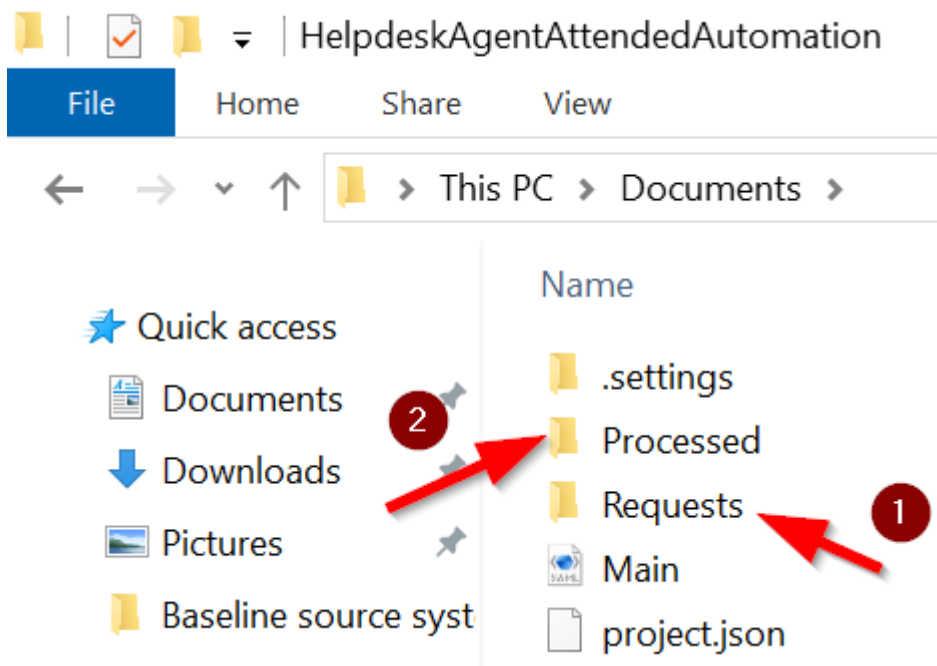 HelpdeskAgentAttendedAutomation
File Home Share View
This PC > Documents >
Name
Quick access
Documents
Downloads
Pictures
Baseline source syst
.settings
Processed
Requests
Main
project.json
2
1